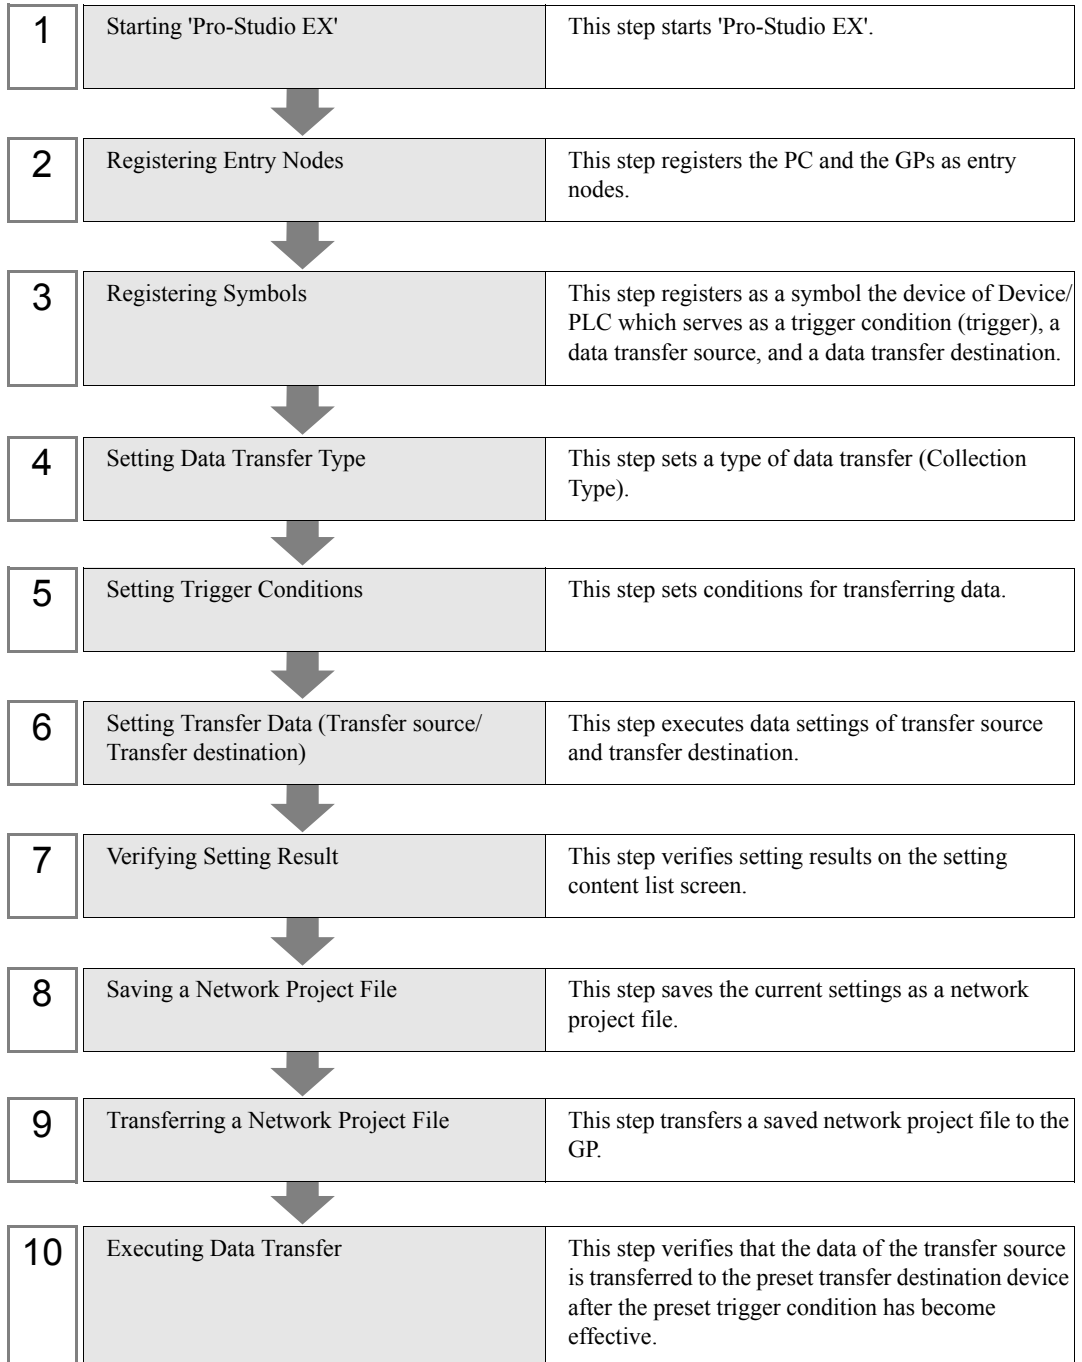 1
Starting 'Pro-Studio EX'
This step starts 'Pro-Studio EX'.
2
Registering Entry Nodes
This step registers the PC and the GPs as entry
nodes.
3
Registering Symbols
This step registers as a symbol the device of Device/
PLC which serves as a trigger condition (trigger), a
data transfer source, and a data transfer destination.
4
Setting Data Transfer Type
This step sets a type of data transfer (Collection
Type).
5
Setting Trigger Conditions
This step sets conditions for transferring data.
6
Setting Transfer Data (Transfer source/
Transfer destination)
This step executes data settings of transfer source
and transfer destination.
7
Verifying Setting Result
This step verifies setting results on the setting
content list screen.
8
Saving a Network Project File
This step saves the current settings as a network
project file.
9
Transferring a Network Project File
This step transfers a saved network project file to the
GP.
10
Executing Data Transfer
This step verifies that the data of the transfer source
is transferred to the preset transfer destination device
after the preset trigger condition has become
effective.